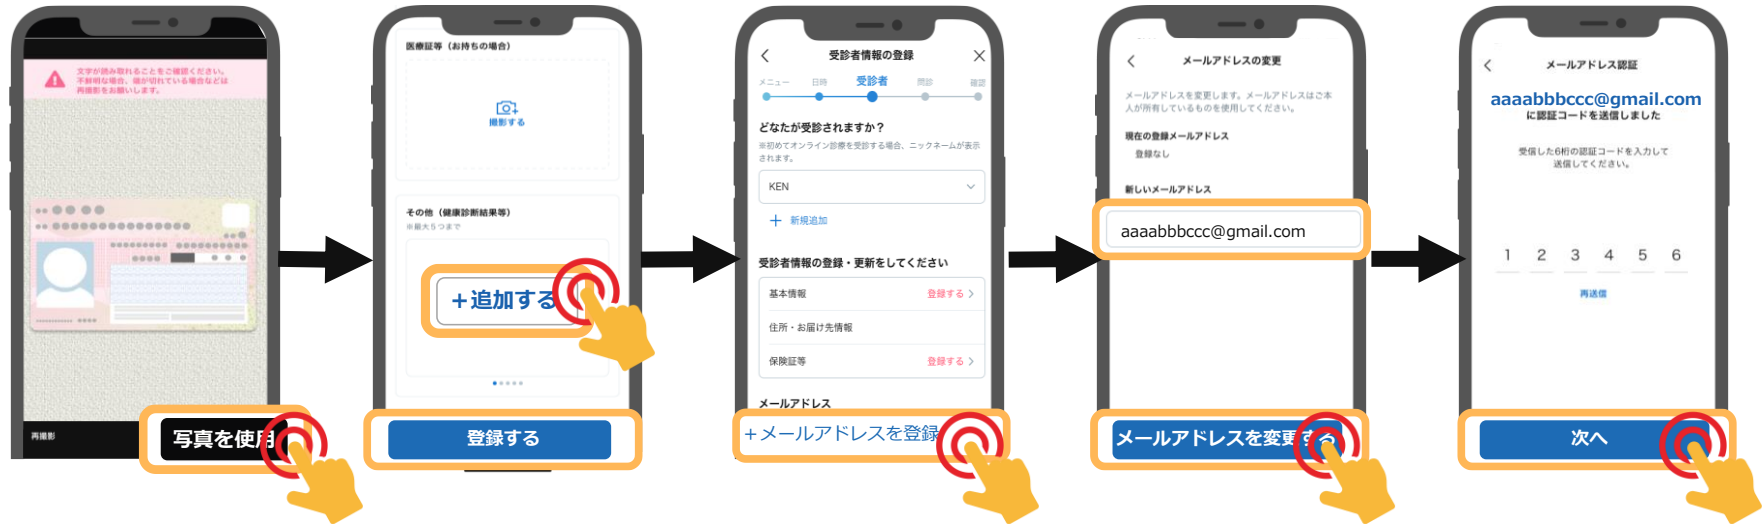 文字が読み取れることをご確認ください。
不鮮明な場合、端が切れている場合などは
再撮影をお願いします。
再撮影
写真を使用
医療証等（お持ちの場合）
撮影する
その他（健康診断結果等）
※最大５つまで
+追加する
登録する
受診者情報の登録
メニュー 日時 受診者 問診 確認
どなたが受診されますか？
※初めてオンライン診療を受診する場合、ニックネームが表示
されます。
KEN
+ 新規追加
受診者情報の登録・更新をしてください
基本情報 登録する
住所・お届け先情報
保険証等 登録する
メールアドレス
+メールアドレスを登録
メールアドレスの変更
メールアドレスを変更します。メールアドレスはご本
人が所有しているものを使用してください。
現在の登録メールアドレス
登録なし
新しいメールアドレス
aaaabbbccc@gmail.com
メールアドレスを変更する
メールアドレス認証
aaaabbbccc@gmail.com
に認証コードを送信しました
受信した6桁の認証コードを入力して
送信してください。
1 2 3 4 5 6
再送信
次へ